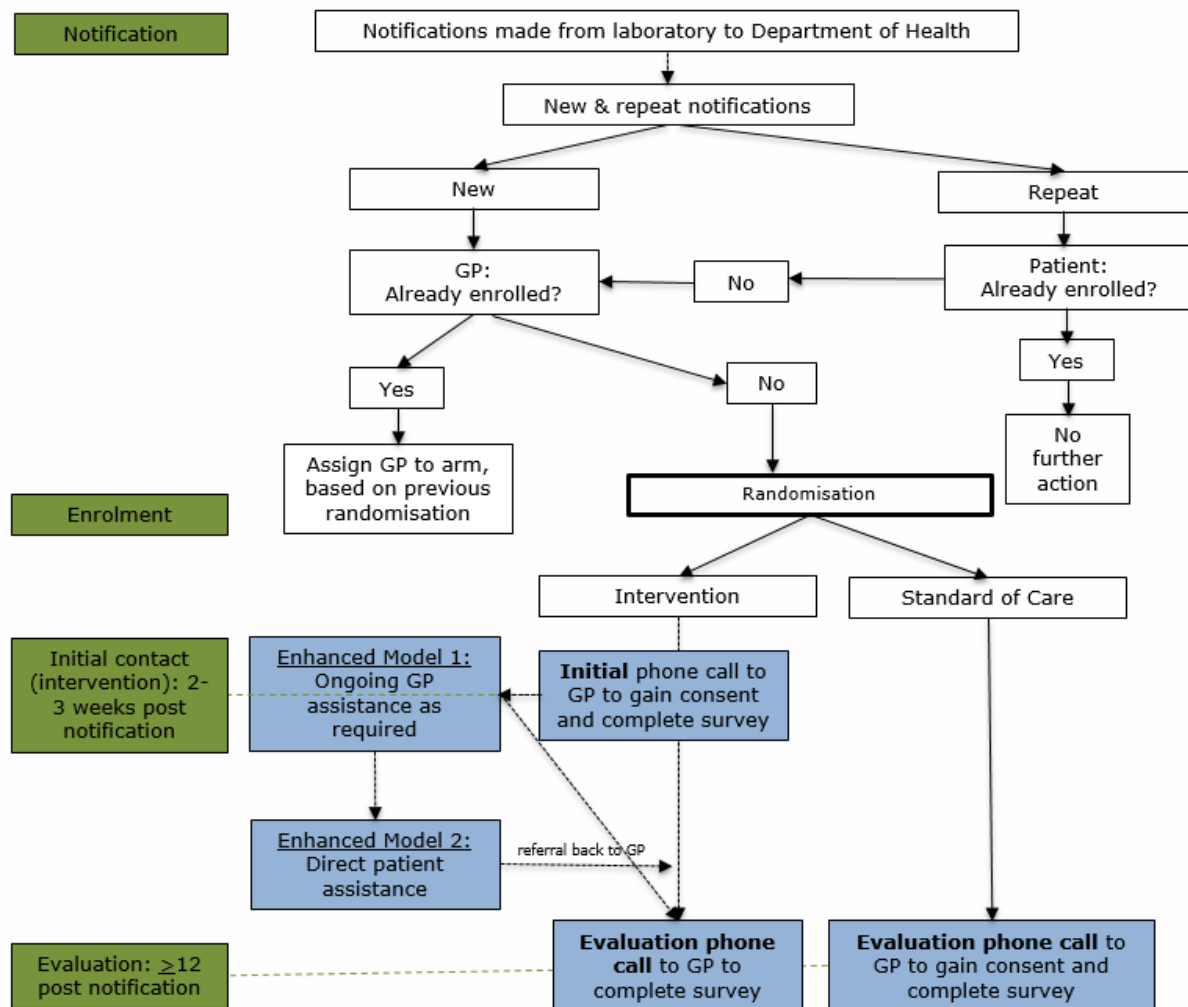 Notification
Notifications made from laboratory to Department of Health
New & repeat notifications
New
Repeat
GP:
Already enrolled?
No
Patient:
Already enrolled?
Yes
No
Yes
Assign GP to arm,
based on previous
randomisation
No
further
action
Enrolment
Randomisation
Intervention
Standard of Care
Initial contact
(intervention): 2-
3 weeks post
notification
Enhanced Model 1:
Ongoing GP
assistance as
required
Initial phone call to
GP to gain consent
and complete survey
Enhanced Model 2:
Direct patient
assistance
referral back to GP
Evaluation: ≥12
post notification
Evaluation phone
call to GP to
complete survey
Evaluation phone call to
GP to gain consent and
complete survey